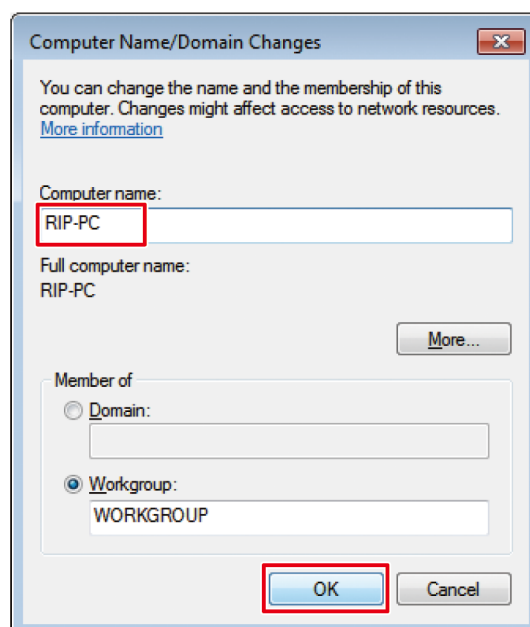 Computer Name/Domain Changes
You can change the name and the membership of this
computer. Changes might affect access to network resources.
More information
Computer name:
RIP-PC
Full computer name:
RIP-PC
More...
Member of
Domain:
Workgroup:
WORKGROUP
OK Cancel